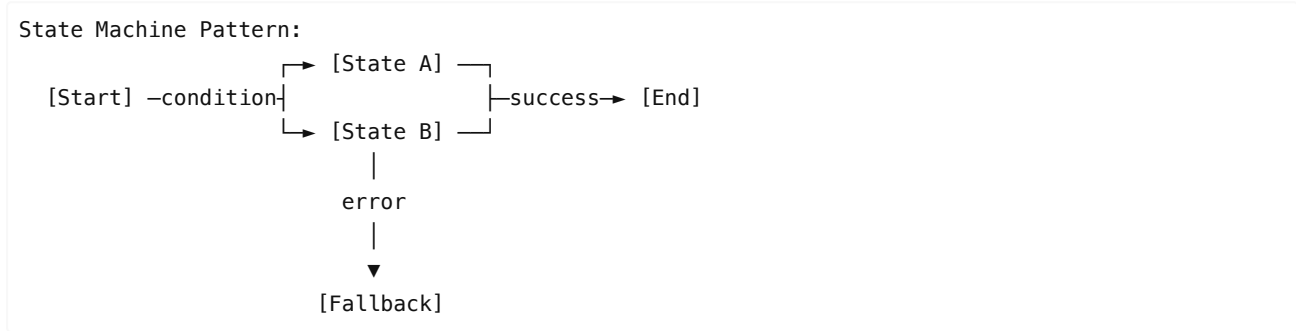 State Machine Pattern:
[State A]
[Start] condition success [End]
[State B]
error
[Fallback]